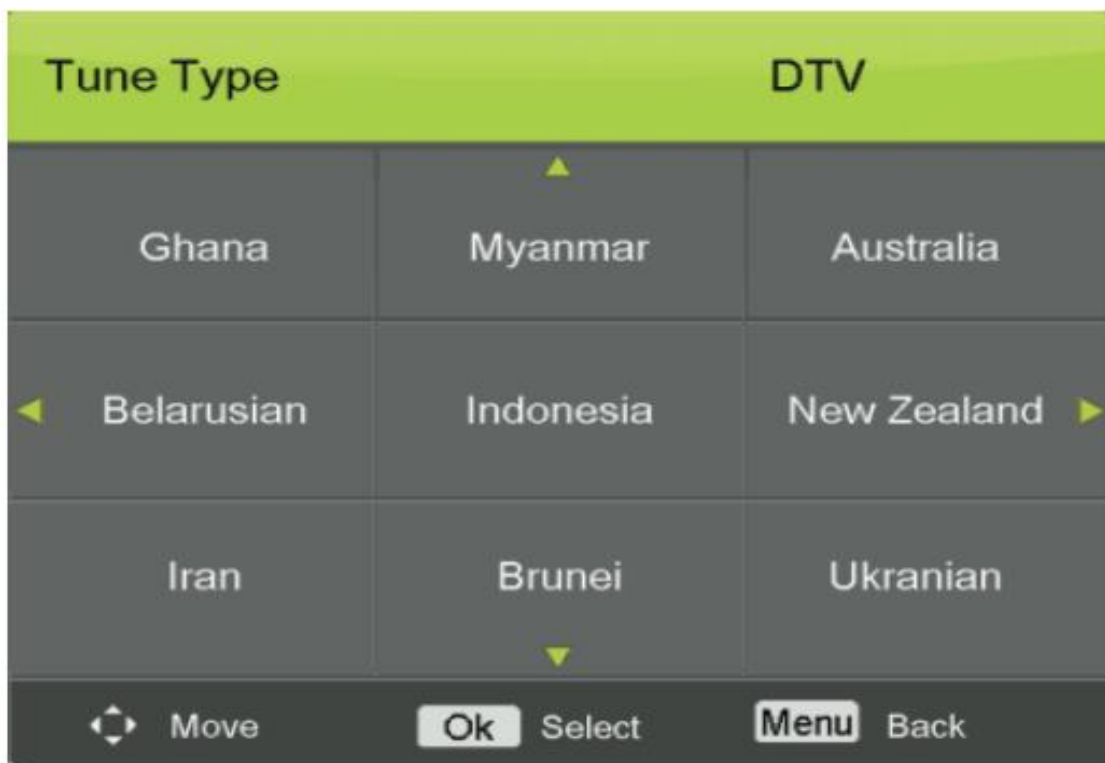 Tune Type DTV
Ghana Myanmar Australia
Belarusian Indonesia New Zealand
Iran Brunei Ukranian
Move Ok Select Menu Back